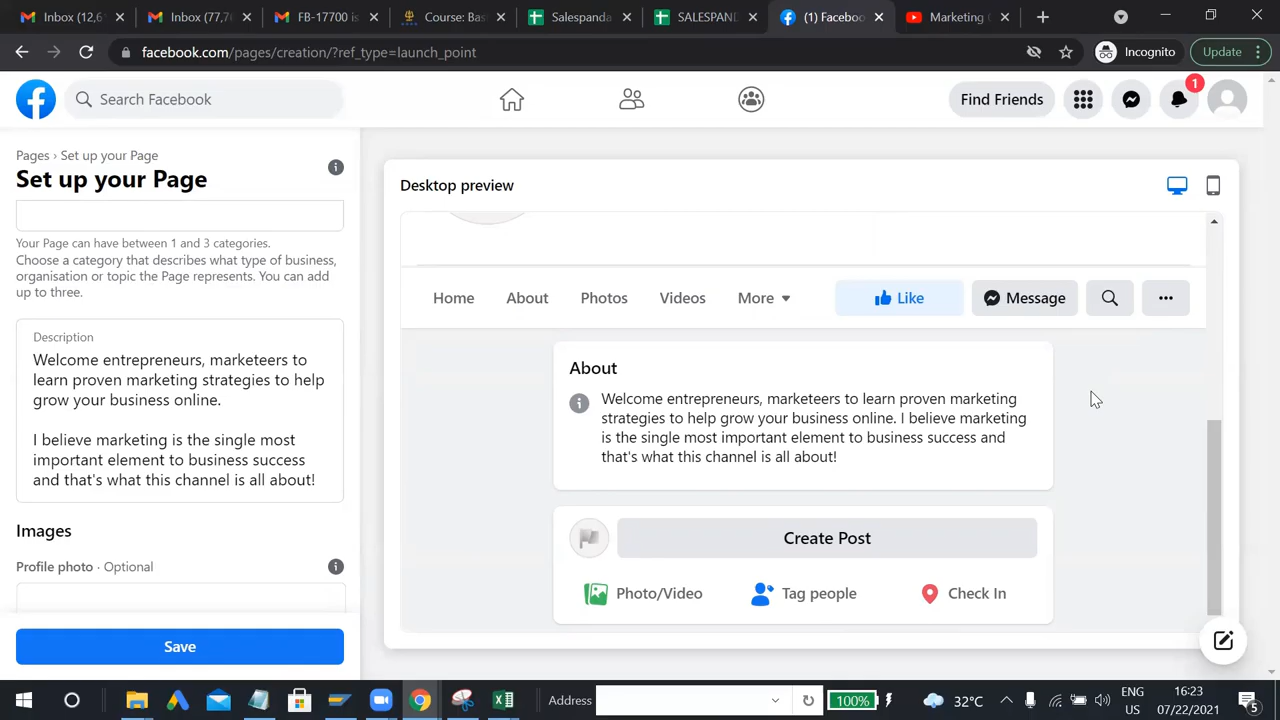 Inbox (2,6
Inbox (77,7
FB-17700 is
Course: Bas
Salespanda
SALESPAND
(1) Faceboo
Marketing C
facebook.com/pages/creation/?ref_type=launch_point
Incognito
Update
Search Facebook
Find Friends
1
Pages › Set up your Page
Set up your Page
Your Page can have between 1 and 3 categories.
Choose a category that describes what type of business,
organisation or topic the Page represents. You can add
up to three.
Description
Welcome entrepreneurs, marketeers to
learn proven marketing strategies to help
grow your business online.
I believe marketing is the single most
important element to business success
and that's what this channel is all about!
Images
Profile photo · Optional
Save
Desktop preview
Home
About
Photos
Videos
More
Like
Message
About
Welcome entrepreneurs, marketeers to learn proven marketing
strategies to help grow your business online. I believe marketing
is the single most important element to business success and
that's what this channel is all about!
Create Post
Photo/Video
Tag people
Check In
Address
100%
32°C
ENG
US
16:23
07/22/2021
5